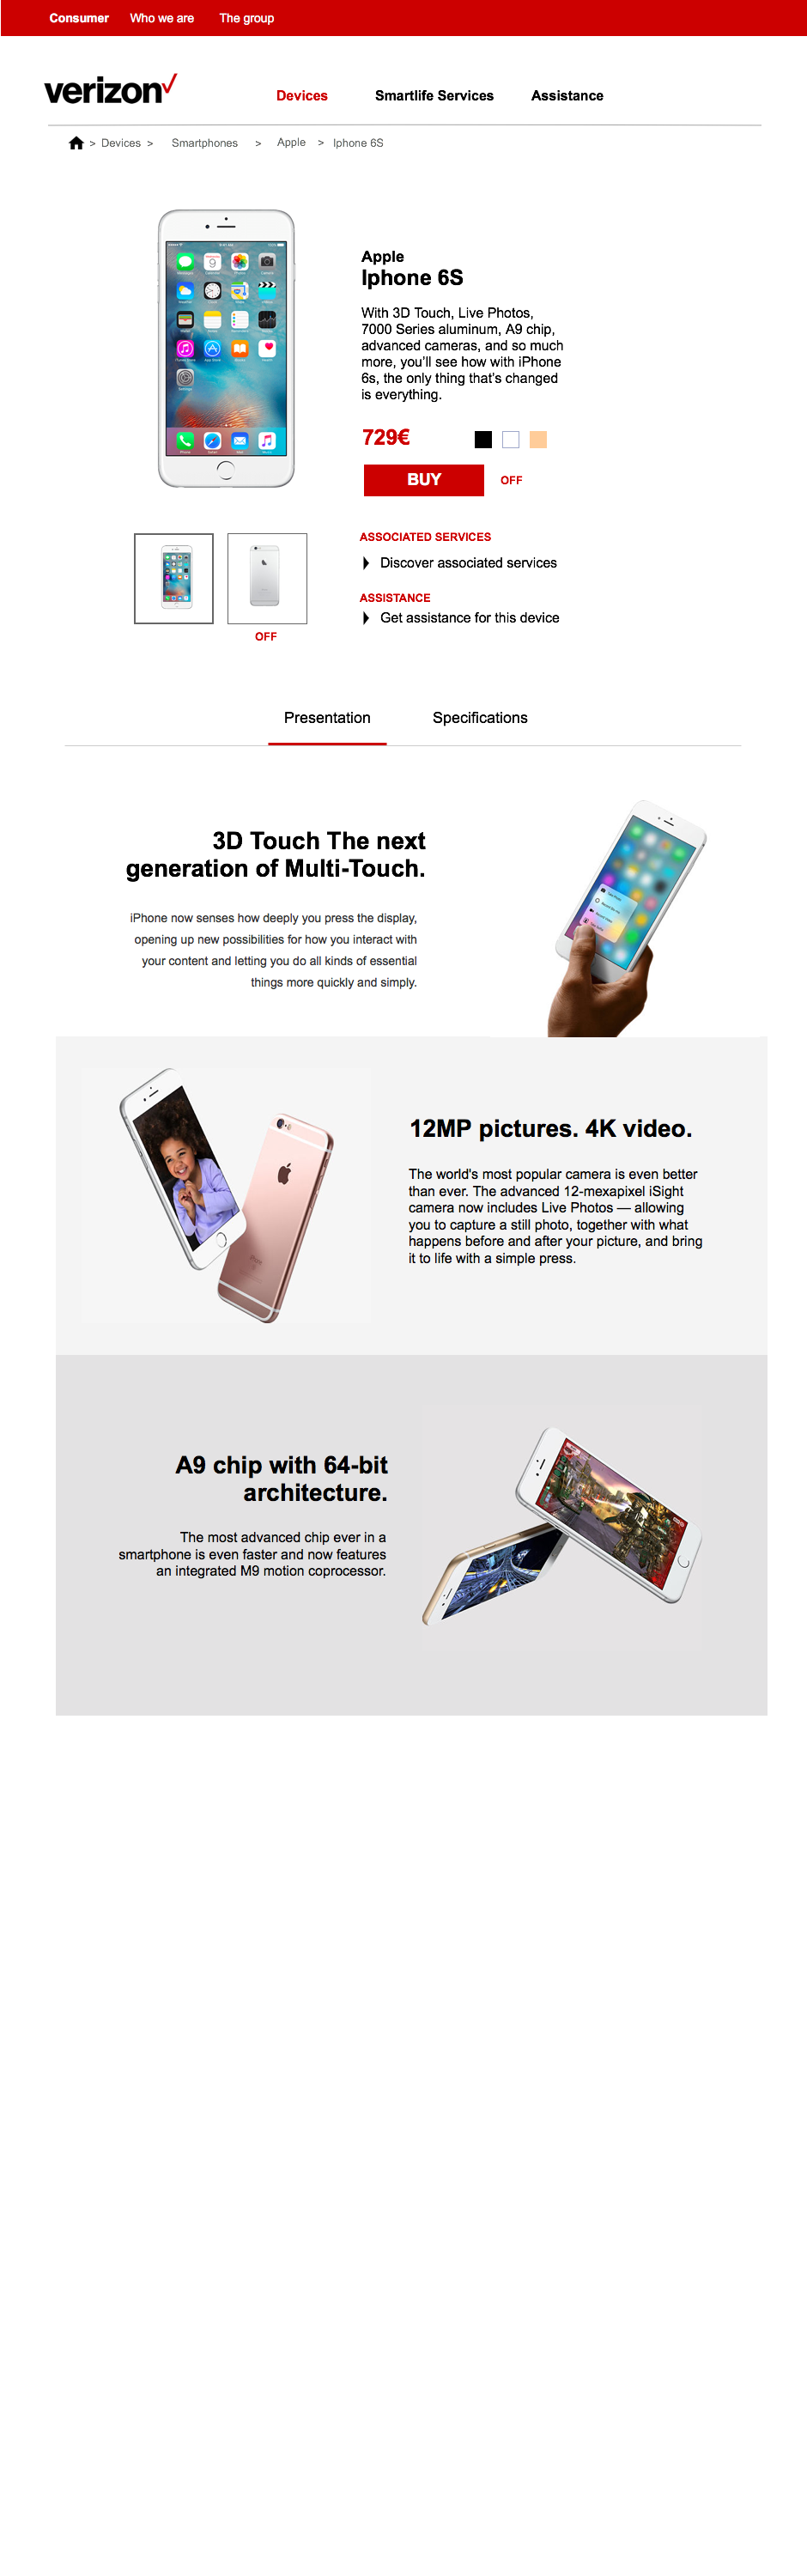 Consumer Who we are The group
verizon
Devices Smartlife Services Assistance
> Devices > Smartphones > Apple > Iphone 6S
Apple
Iphone 6S
With 3D Touch, Live Photos,
7000 Series aluminum, A9 chip,
advanced cameras, and so much
more, you'll see how with iPhone
6s, the only thing that's changed
is everything.
729€
BUY OFF
ASSOCIATED SERVICES
Discover associated services
ASSISTANCE
Get assistance for this device
OFF
Presentation Specifications
3D Touch The next
generation of Multi-Touch.
iPhone now senses how deeply you press the display,
opening up new possibilities for how you interact with
your content and letting you do all kinds of essential
things more quickly and simply.
12MP pictures. 4K video.
The world's most popular camera is even better
than ever. The advanced 12-mexapixel iSight
camera now includes Live Photos — allowing
you to capture a still photo, together with what
happens before and after your picture, and bring
it to life with a simple press.
A9 chip with 64-bit
architecture.
The most advanced chip ever in a
smartphone is even faster and now features
an integrated M9 motion coprocessor.